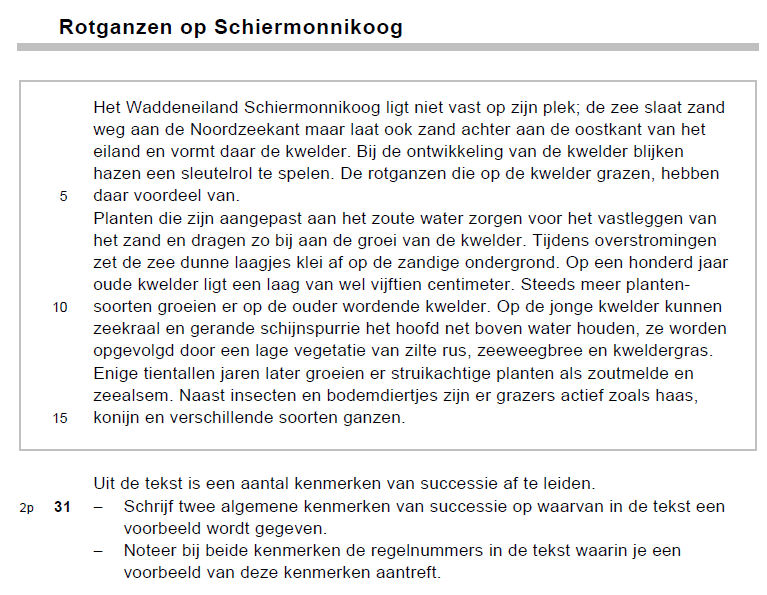 Rotganzen op Schiermonnikoog
Het Waddeneiland Schiermonnikoog ligt niet vast op zijn plek; de zee slaat zand
weg aan de Noordzeekant maar laat ook zand achter aan de oostkant van het
eiland en vormt daar de kwelder. Bij de ontwikkeling van de kwelder blijken
hazen een sleutelrol te spelen. De rotganzen die op de kwelder grazen, hebben
5 daar voordeel van.
Planten die zijn aangepast aan het zoute water zorgen voor het vastleggen van
het zand en dragen zo bij aan de groei van de kwelder. Tijdens overstromingen
zet de zee dunne laagjes klei af op de zandige ondergrond. Op een honderd jaar
oude kwelder ligt een laag van wel vijftien centimeter. Steeds meer planten-
10 soorten groeien er op de ouder wordende kwelder. Op de jonge kwelder kunnen
zeekraal en gerande schijnspurrie het hoofd net boven water houden, ze worden
opgevolgd door een lage vegetatie van zilte rus, zeeweegbree en kweldergras.
Enige tientallen jaren later groeien er struikachtige planten als zoutmelde en
zeealsem. Naast insecten en bodemdiertjes zijn er grazers actief zoals haas,
15 konijn en verschillende soorten ganzen.
Uit de tekst is een aantal kenmerken van successie af te leiden.
2p 31 – Schrijf twee algemene kenmerken van successie op waarvan in de tekst een
voorbeeld wordt gegeven.
– Noteer bij beide kenmerken de regelnummers in de tekst waarin je een
voorbeeld van deze kenmerken aantreft.